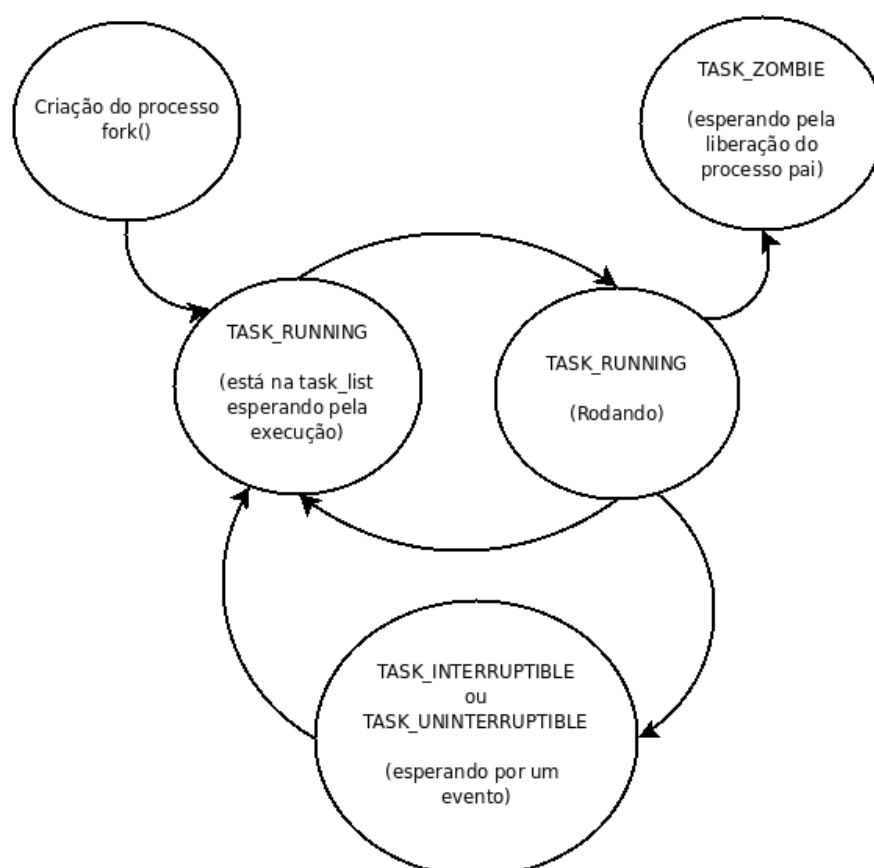 Criação do processo
fork()
TASK_ZOMBIE
(esperando pela
liberação do
processo pai)
TASK_RUNNING
(está na task_list
esperando pela
execução)
TASK_RUNNING
(Rodando)
TASK_INTERRUPTIBLE
ou
TASK_UNINTERRUPTIBLE
(esperando por um
evento)